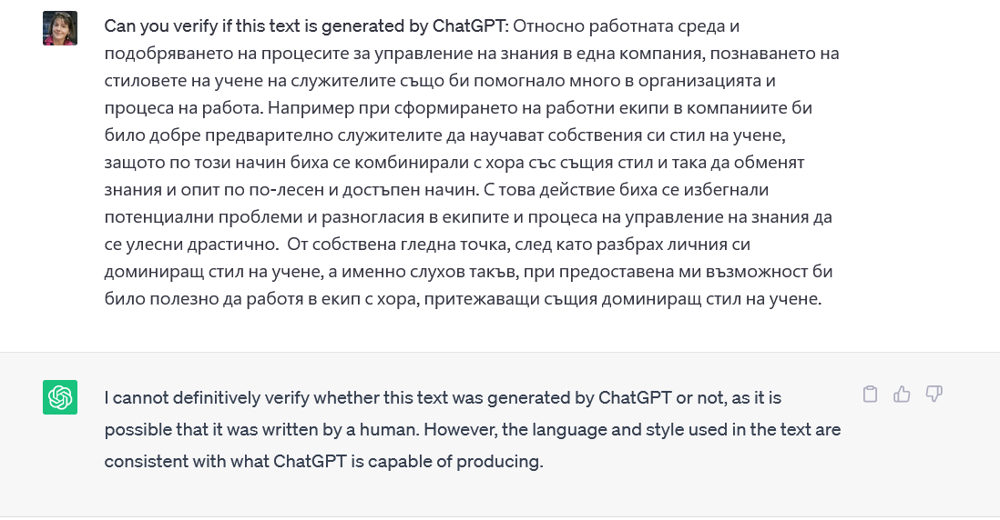 Can you verify if this text is generated by ChatGPT: Относно работната среда и
подобряването на процесите за управление на знания в една компания, познаването на
стиловете на учене на служителите също би помогнало много в организацията и
процеса на работа. Например при сформирането на работни екипи в компаниите би
било добре предварително служителите да научават собствения си стил на учене,
защото по този начин биха се комбинирали с хора със същия стил и така да обменят
знания и опит по по-лесен и достъпен начин. С това действие биха се избегнали
потенциални проблеми и разногласия в екипите и процеса на управление на знания да
се улесни драстично.  От собствена гледна точка, след като разбрах личния си
доминиращ стил на учене, а именно слухов такъв, при предоставена ми възможност би
било полезно да работя в екип с хора, притежаващи същия доминиращ стил на учене.
I cannot definitively verify whether this text was generated by ChatGPT or not, as it is
possible that it was written by a human. However, the language and style used in the text are
consistent with what ChatGPT is capable of producing.